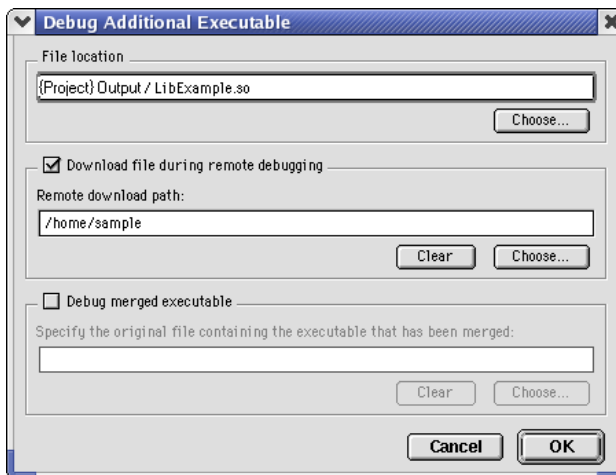 Debug Additional Executable
File location
{Project} Output / LibExample.so
Choose...
Download file during remote debugging
Remote download path:
/home/sample
Clear Choose...
Debug merged executable
Specify the original file containing the executable that has been merged:
Clear Choose...
Cancel OK